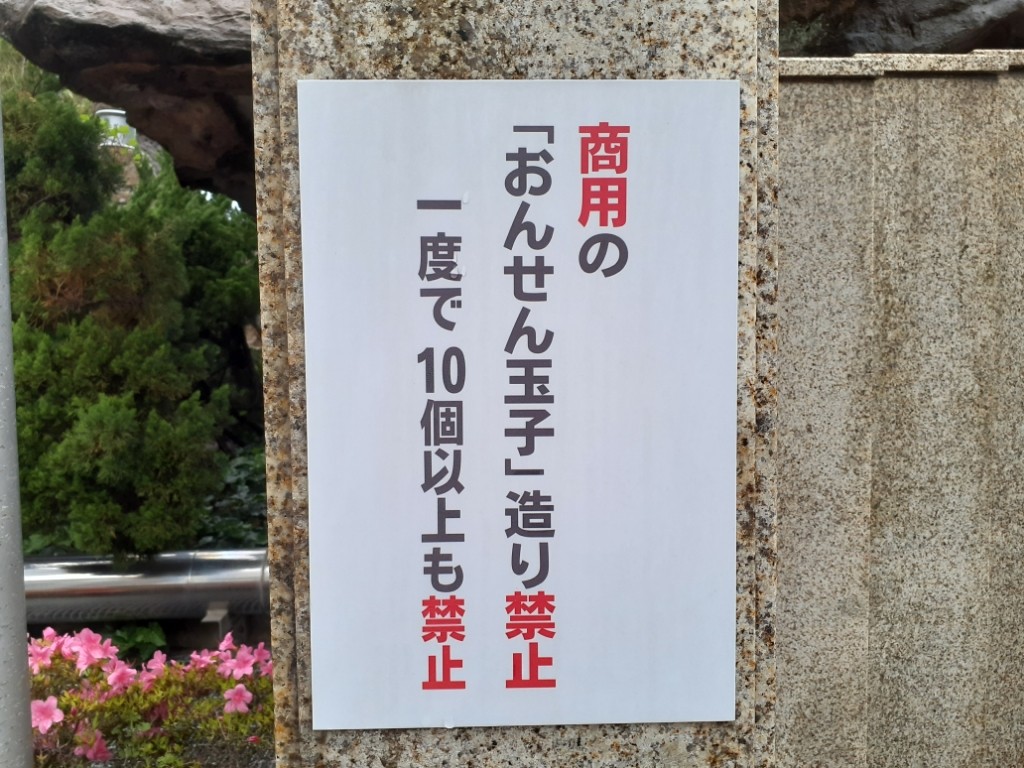 商用の
「おんせん玉子」造り禁止
一度で10個以上も禁止